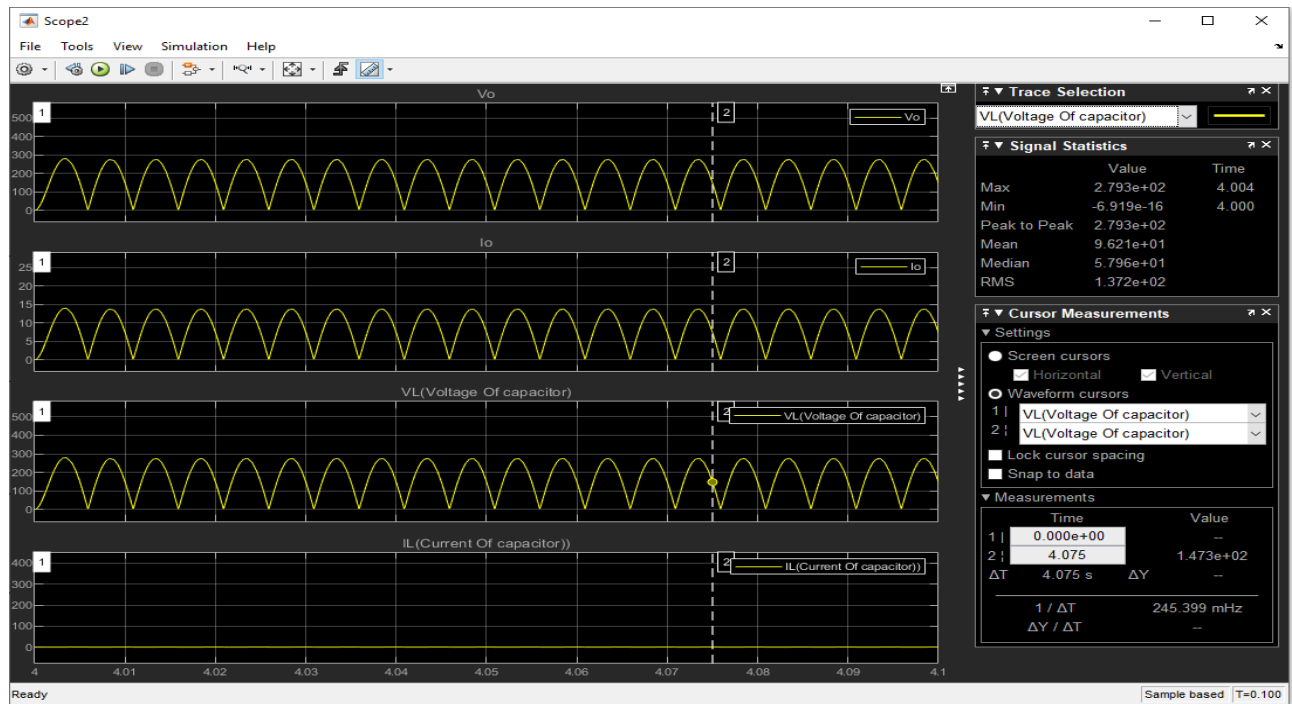 Scope2
File Tools View Simulation Help
Vo
1
2
Vo
500
400
300
200
100
0
Io
1
2
Io
25
20
15
10
5
0
VL(Voltage Of capacitor)
1
2
VL(Voltage Of capacitor)
500
400
300
200
100
0
IL(Current Of capacitor))
1
2
IL(Current Of capacitor))
400
300
200
100
0
4 4.01 4.02 4.03 4.04 4.05 4.06 4.07 4.08 4.09 4.1
Trace Selection
VL(Voltage Of capacitor)
Signal Statistics
Value Time
Max 2.793e+02 4.004
Min -6.919e-16 4.000
Peak to Peak 2.793e+02
Mean 9.621e+01
Median 5.796e+01
RMS 1.372e+02
Cursor Measurements
Settings
Screen cursors
Horizontal Vertical
Waveform cursors
1 | VL(Voltage Of capacitor)
2 ¦ VL(Voltage Of capacitor)
Lock cursor spacing
Snap to data
Measurements
Time Value
1 | 0.000e+00 --
2 ¦ 4.075 1.473e+02
ΔT 4.075 s ΔY --
1 / ΔT 245.399 mHz
ΔY / ΔT --
Ready
Sample based T=0.100